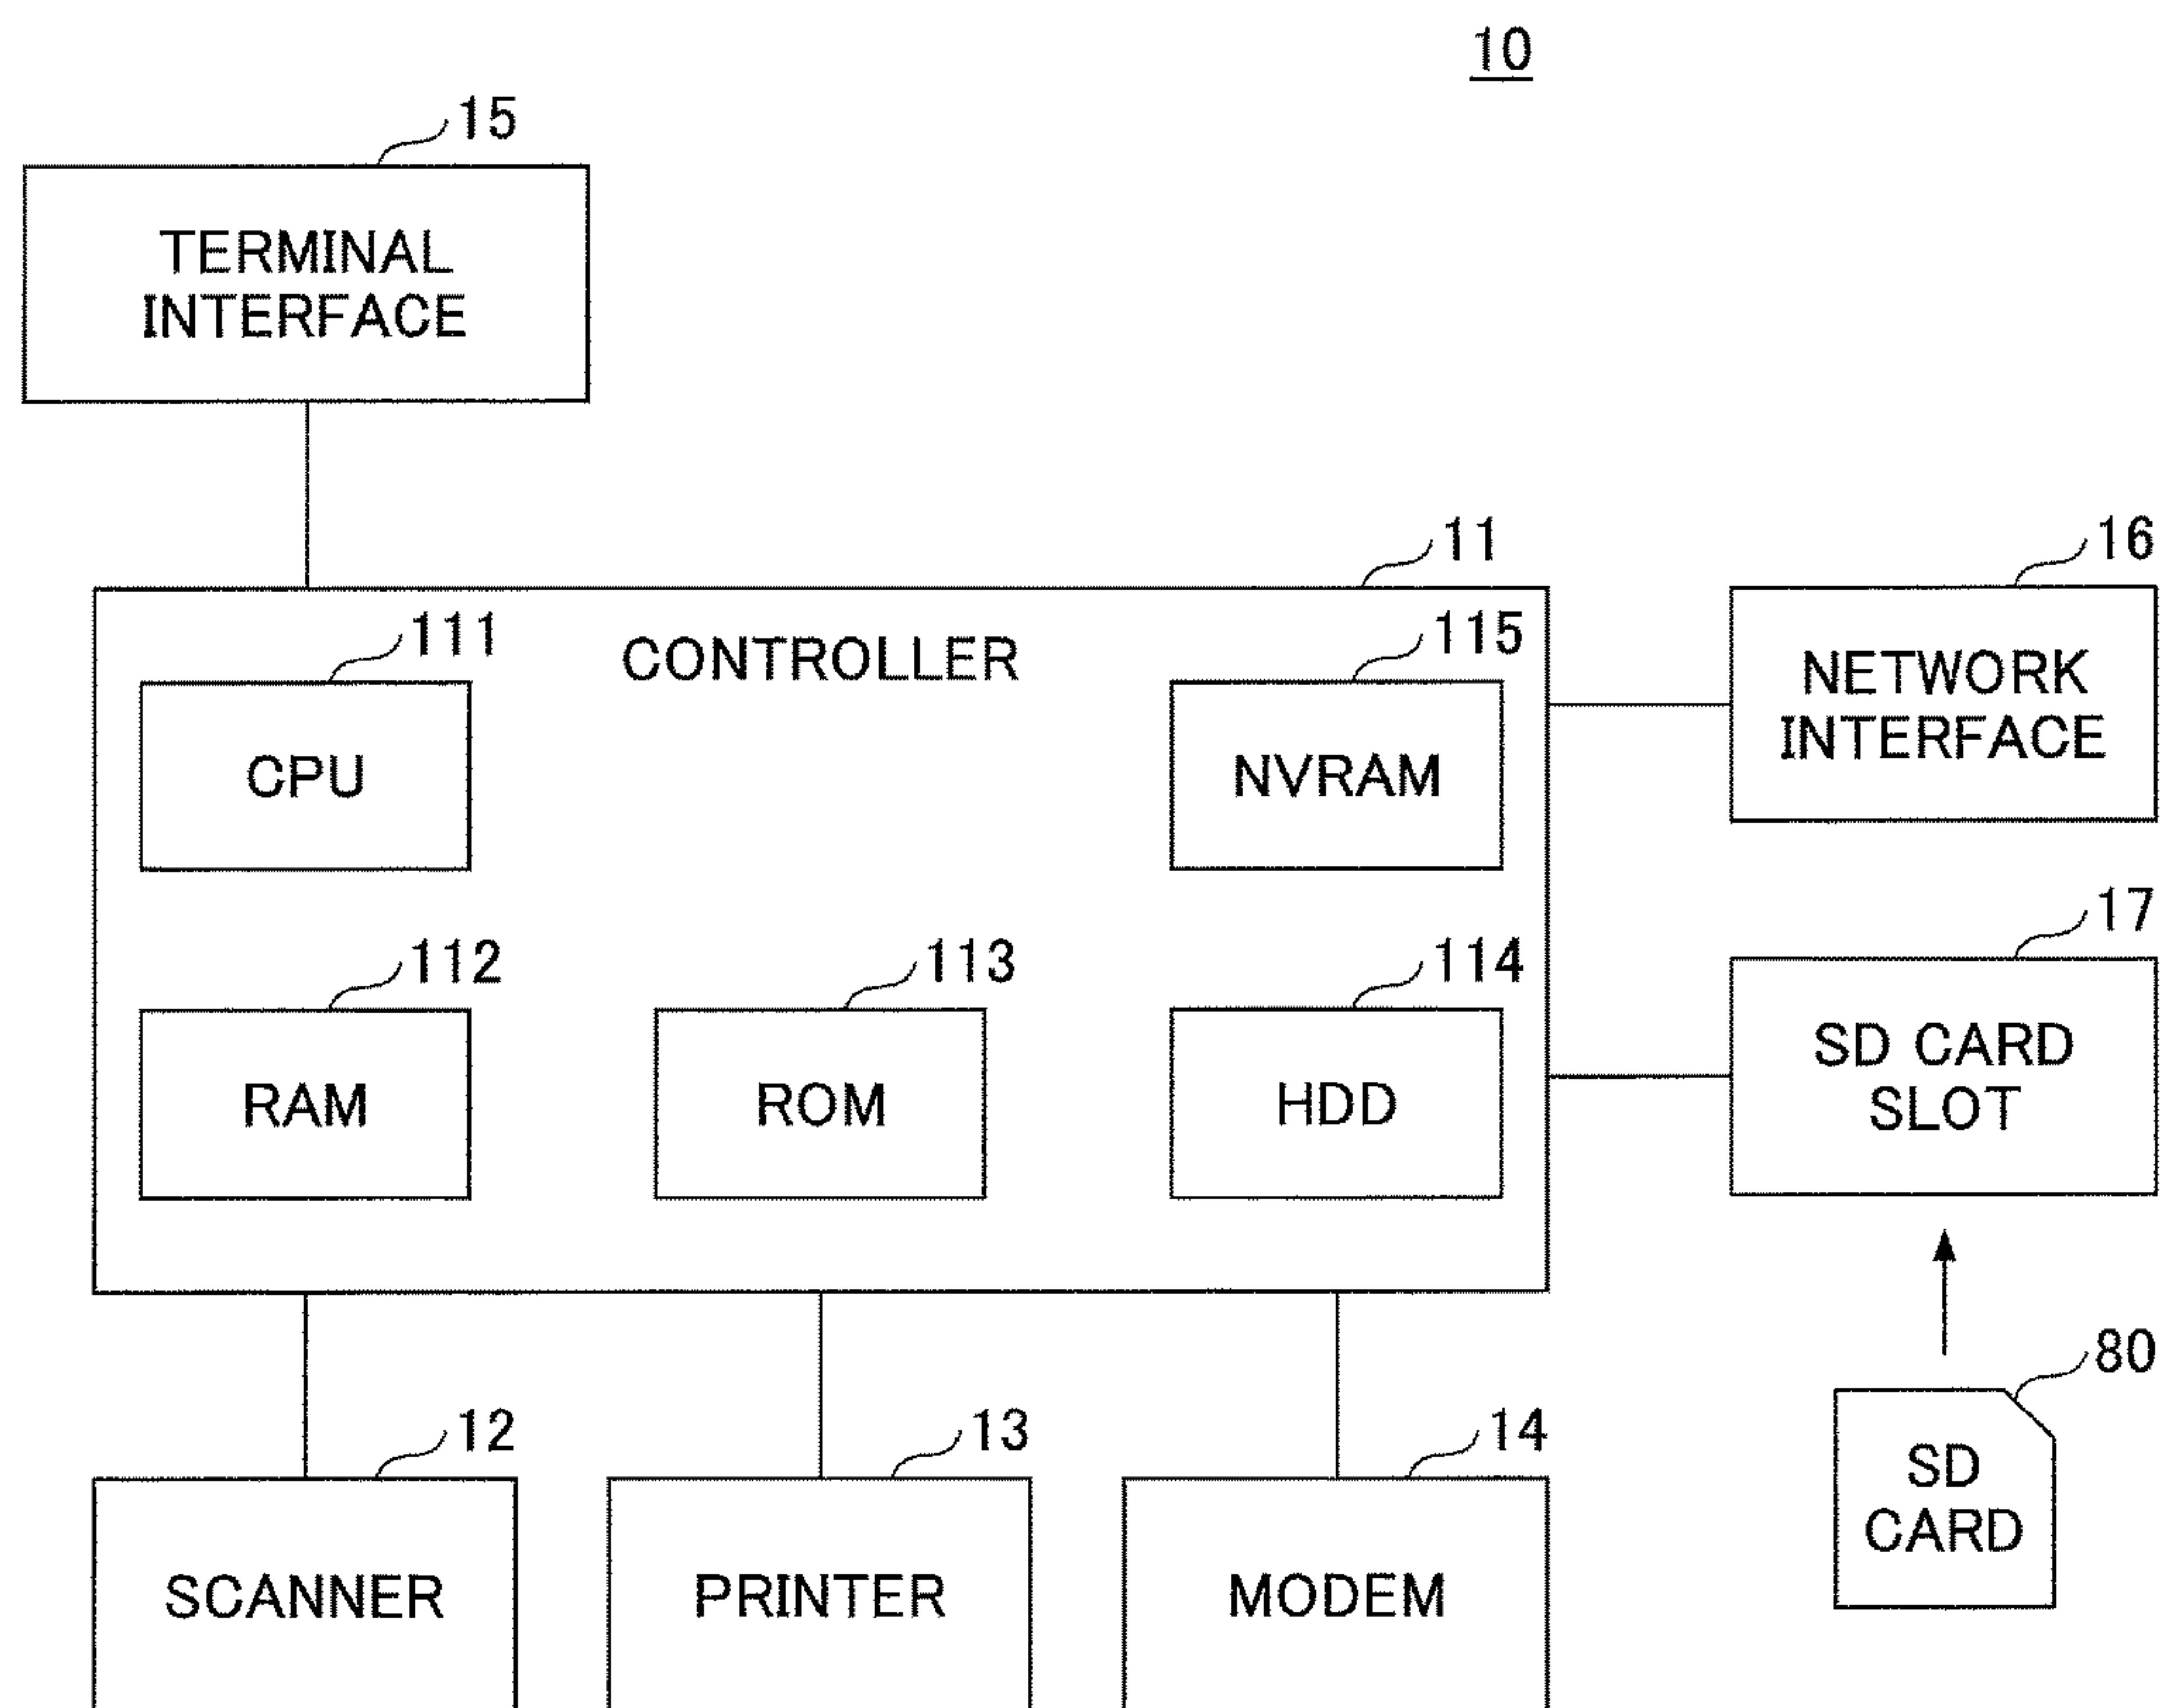 10
15
TERMINAL
INTERFACE
11
16
111
CONTROLLER
115
NETWORK
INTERFACE
CPU
NVRAM
17
112
113
114
SD CARD
SLOT
RAM
ROM
HDD
80
12
13
14
SD
CARD
SCANNER
PRINTER
MODEM